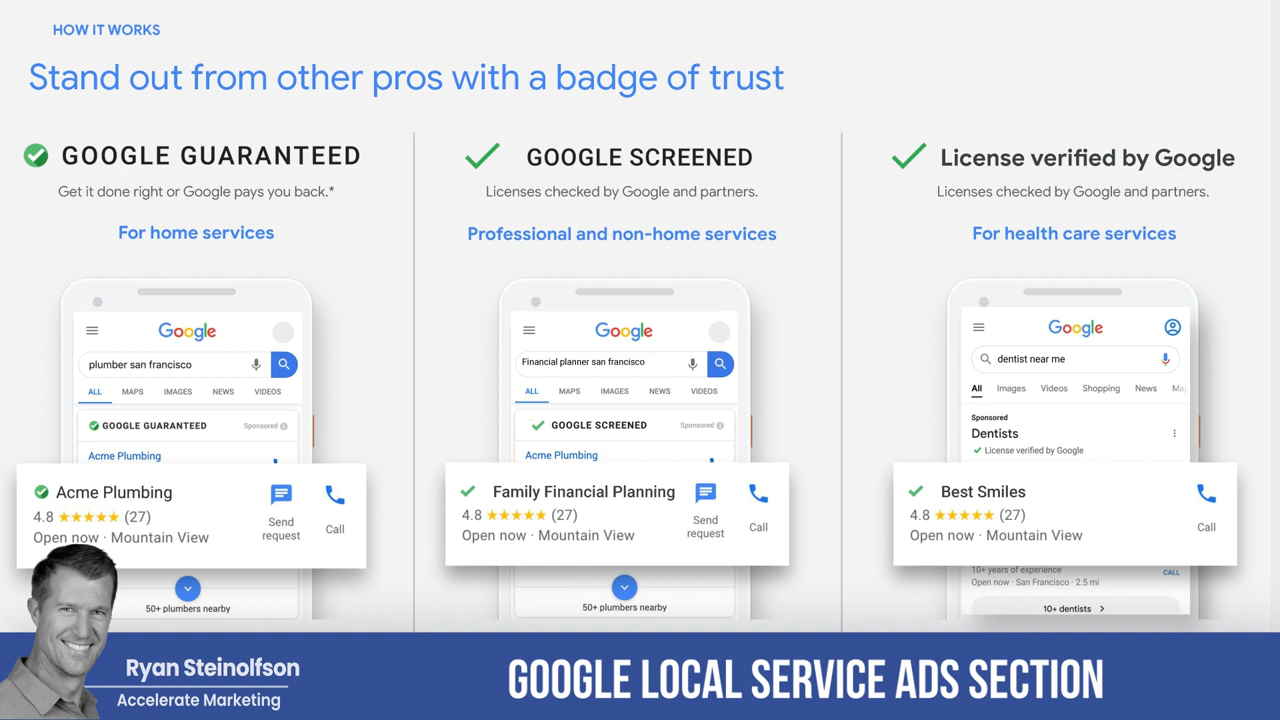 HOW IT WORKS
Stand out from other pros with a badge of trust
GOOGLE GUARANTEED
Get it done right or Google pays you back.*
For home services
Google
plumber san francisco
ALL MAPS IMAGES NEWS VIDEOS
GOOGLE GUARANTEED Sponsored
Acme Plumbing
Acme Plumbing
4.8 ★★★★★ (27)
Open now · Mountain View
Send
request
Call
50+ plumbers nearby
GOOGLE SCREENED
Licenses checked by Google and partners.
Professional and non-home services
Google
Financial planner san francisco
ALL MAPS IMAGES NEWS VIDEOS
GOOGLE SCREENED Sponsored
Acme Plumbing
Family Financial Planning
4.8 ★★★★★ (27)
Open now · Mountain View
Send
request
Call
50+ plumbers nearby
License verified by Google
Licenses checked by Google and partners.
For health care services
Google
dentist near me
All Images Videos Shopping News
Sponsored
Dentists
License verified by Google
Best Smiles
4.8 ★★★★★ (27)
Open now · Mountain View
Call
10+ years of experience
Open now · San Francisco · 2.5 mi
CALL
10+ dentists
Ryan Steinolfson
Accelerate Marketing
GOOGLE LOCAL SERVICE ADS SECTION